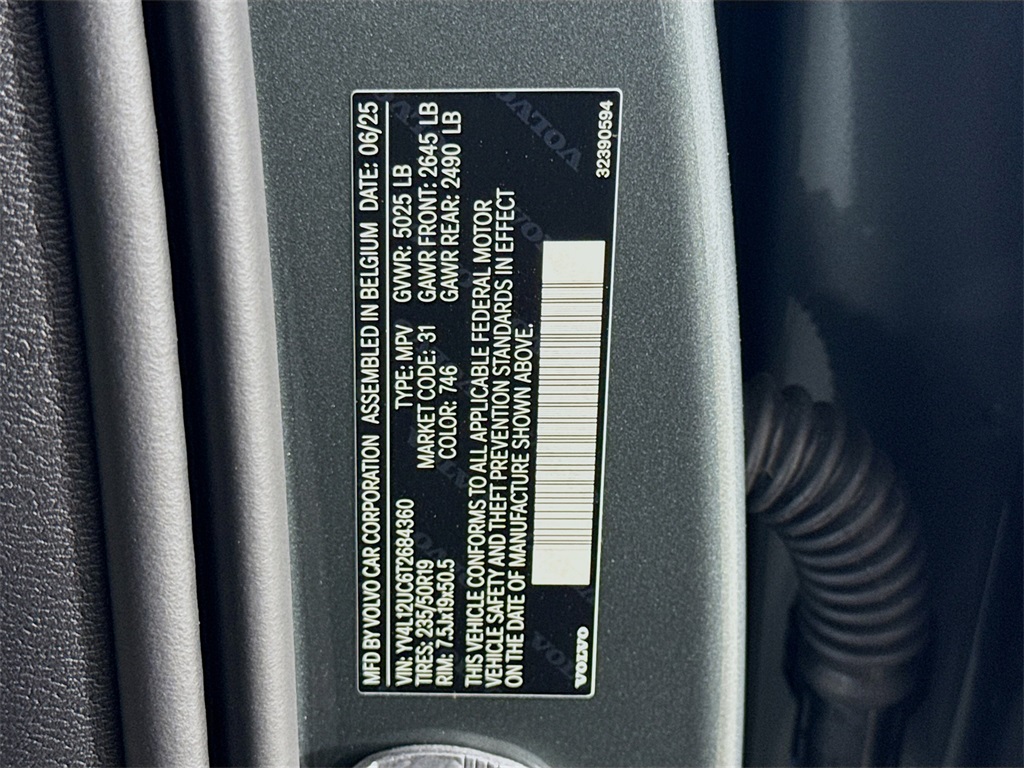 MFD BY VOLVO CAR CORPORATION ASSEMBLED IN BELGIUM DATE: 06/25
VIN: YV4L12UC6T2684360 TYPE: MPV GVWR: 5025 LB
TIRES: 235/50R19 MARKET CODE: 31 GAWR FRONT: 2645 LB
RIM: 7.5Jx19x50.5 COLOR: 746 GAWR REAR: 2490 LB
THIS VEHICLE CONFORMS TO ALL APPLICABLE FEDERAL MOTOR
VEHICLE SAFETY AND THEFT PREVENTION STANDARDS IN EFFECT
ON THE DATE OF MANUFACTURE SHOWN ABOVE.
VOLVO
32390594